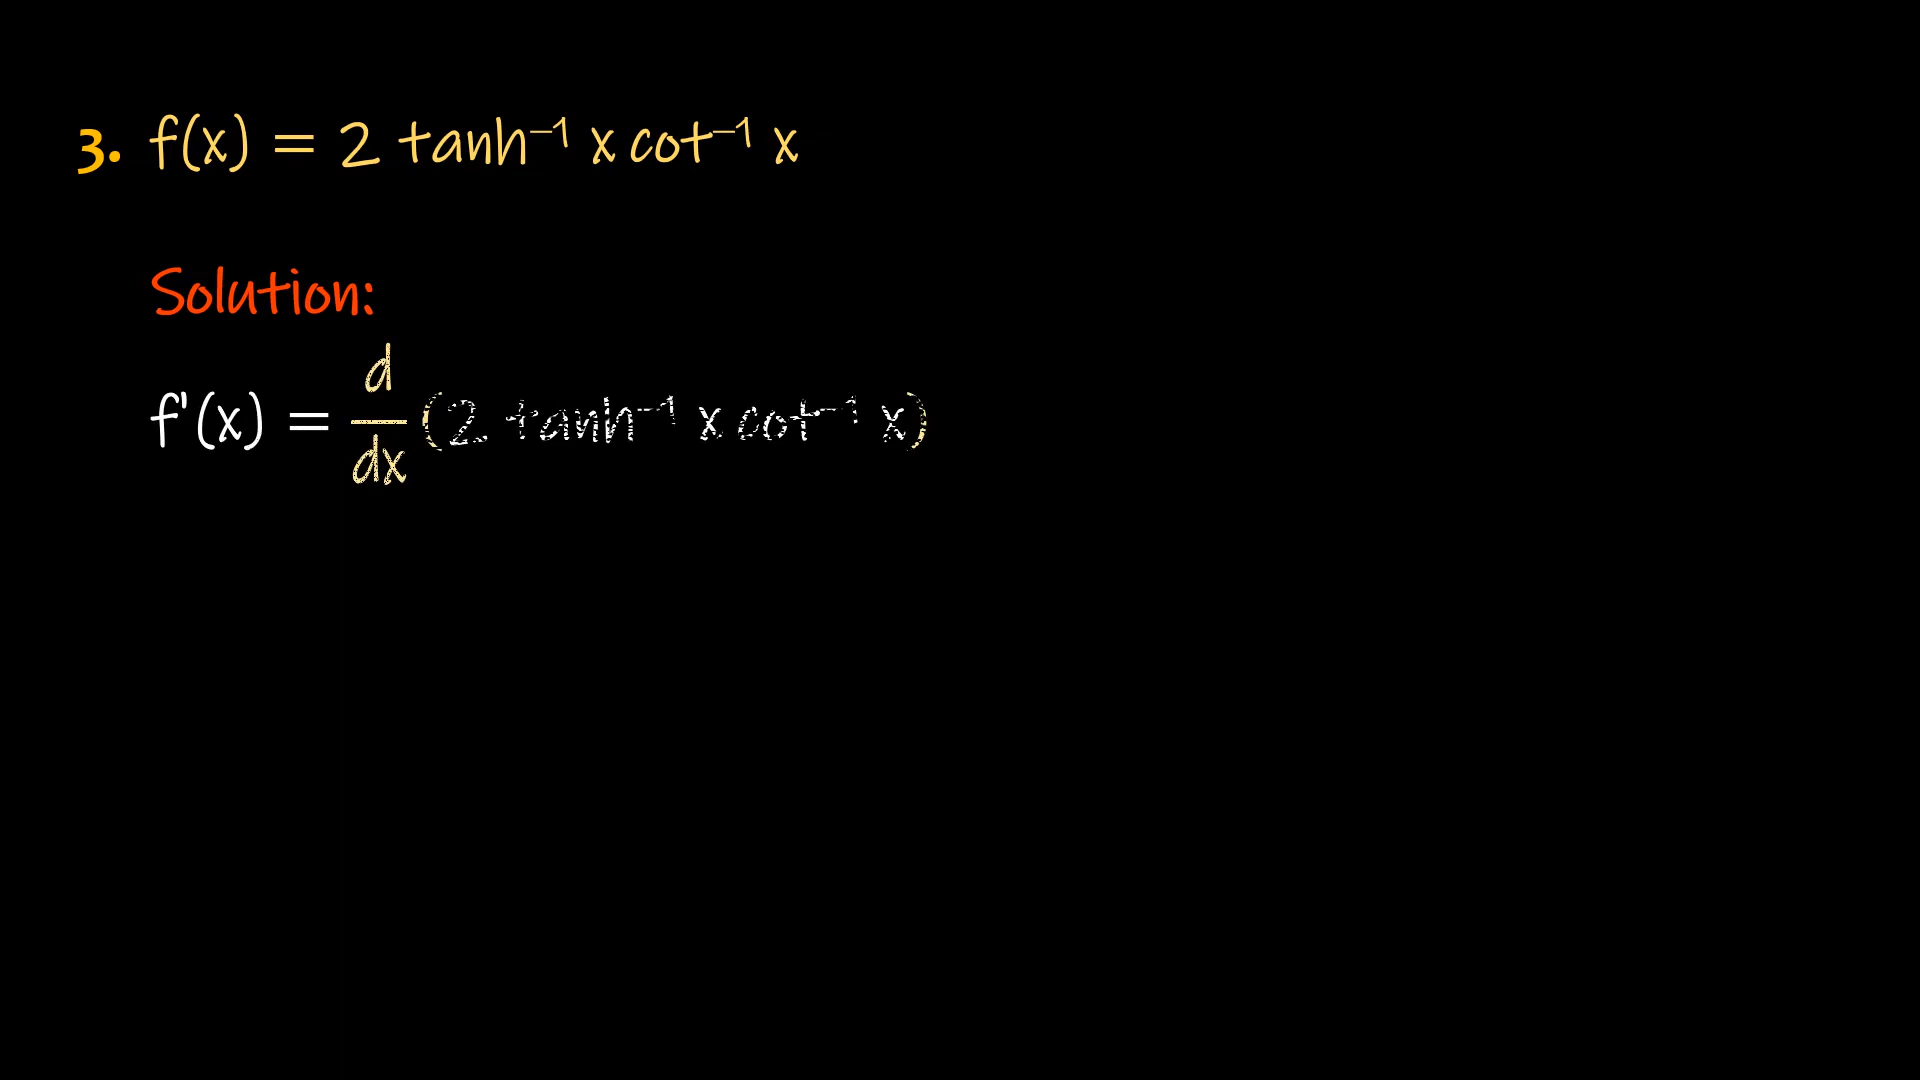 3. f(x) = 2 tanh⁻¹ x cot⁻¹ x
Solution:
f'(x) = d/dx (2 tanh⁻¹ x cot⁻¹ x)